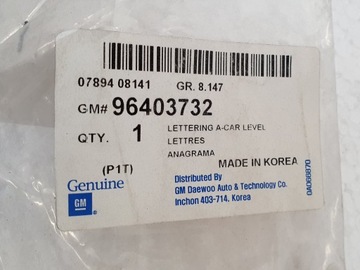 07894 08141 GR. 8.147
GM# 96403732
QTY. 1 LETTERING A-CAR LEVEL
LETTRES
ANAGRAMA
(P1T) MADE IN KOREA
Genuine
GM
Distributed By
GM Daewoo Auto & Technology Co.
Inchon 403-714, Korea
0AD66870